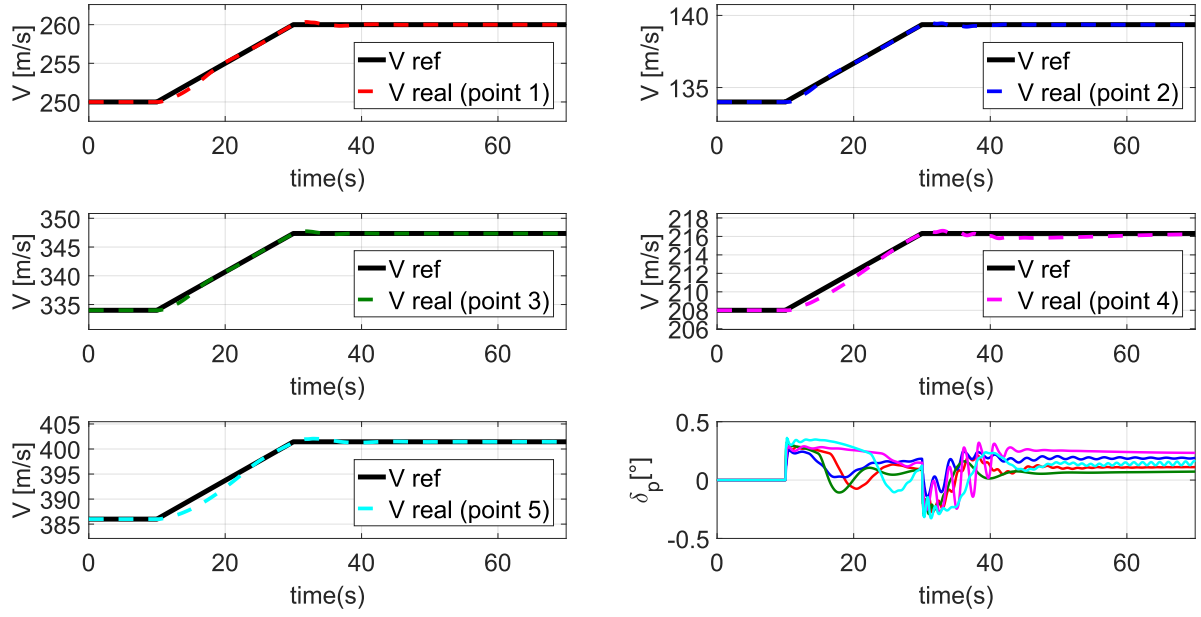 260
255
250
V [m/s]
V ref
V real (point 1)
0
20
40
60
time(s)
140
135
V [m/s]
V ref
V real (point 2)
0
20
40
60
time(s)
350
345
340
335
V [m/s]
V ref
V real (point 3)
0
20
40
60
time(s)
218
216
214
212
210
208
206
V [m/s]
V ref
V real (point 4)
0
20
40
60
time(s)
405
400
395
390
385
V [m/s]
V ref
V real (point 5)
0
20
40
60
time(s)
0.5
0
-0.5
δp[°]
0
20
40
60
time(s)